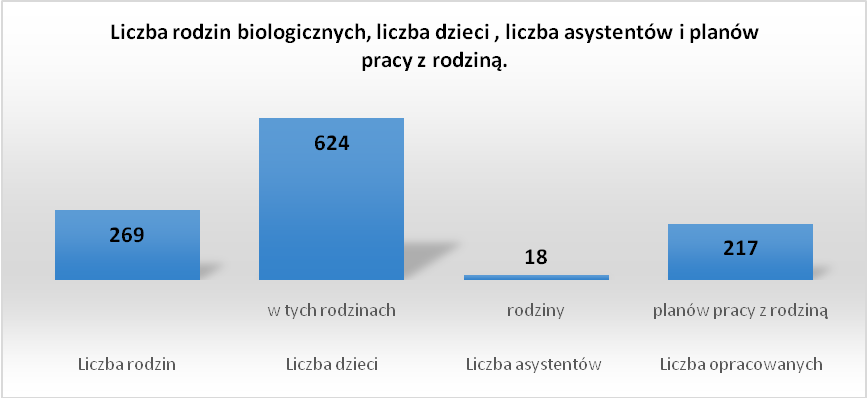 Liczba rodzin biologicznych, liczba dzieci , liczba asystentów i planów
pracy z rodziną.
269
624
18
217
w tych rodzinach
rodziny
planów pracy z rodziną
Liczba rodzin
Liczba dzieci
Liczba asystentów
Liczba opracowanych